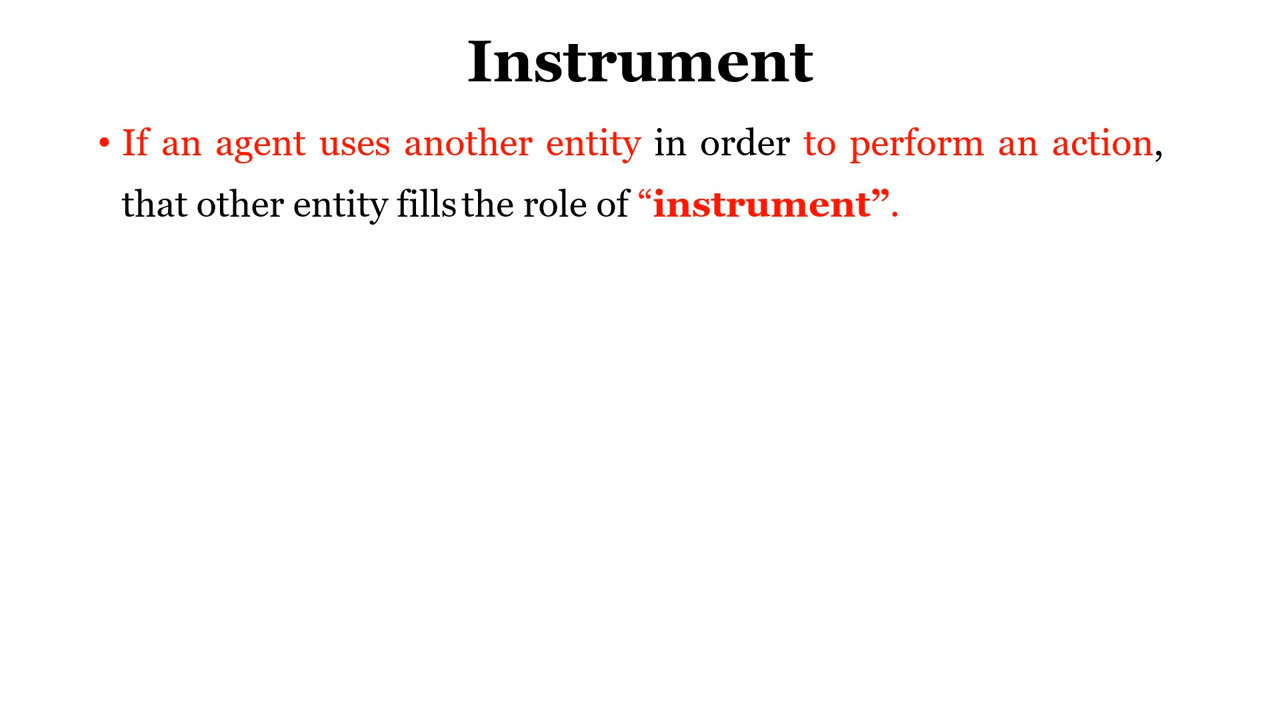 Instrument
• If an agent uses another entity in order to perform an action,
that other entity fills the role of “instrument”.